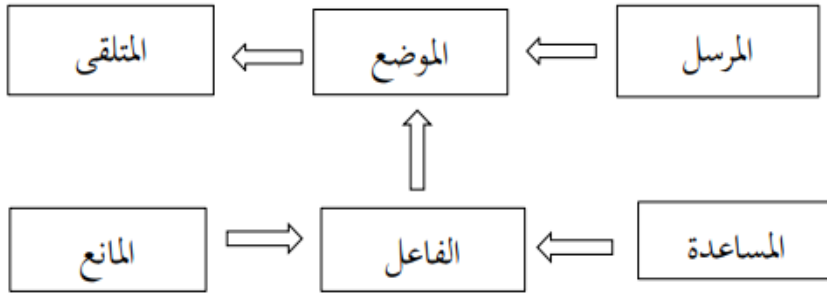 المرسل
الموضع
المتلقى
المساعدة
الفاعل
المانع